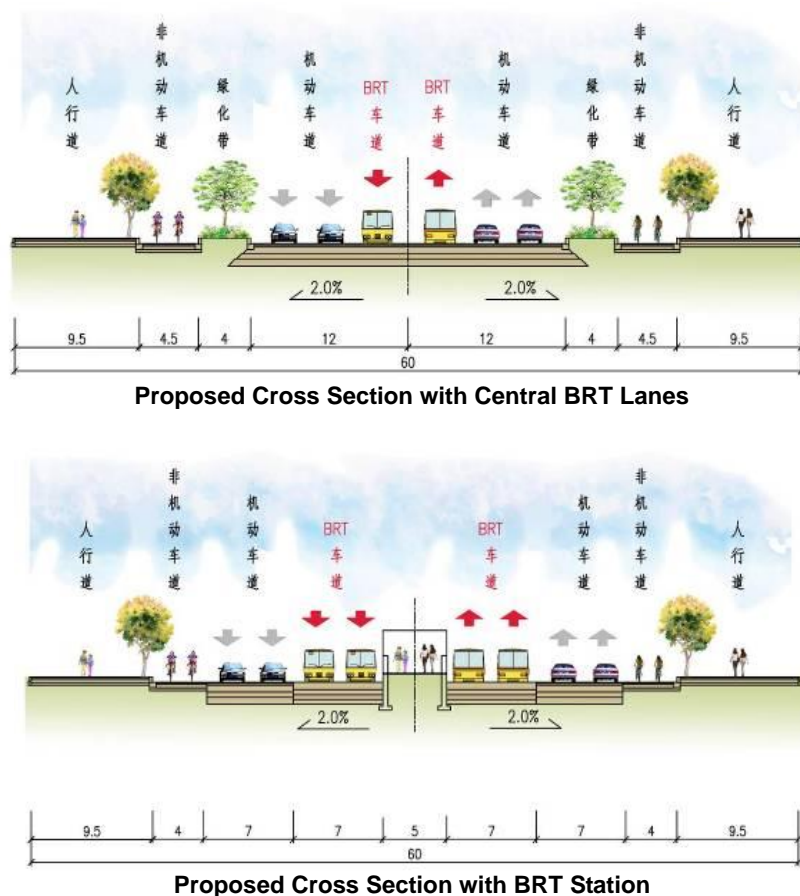 人行道
非机动车道
绿化带
机动车道
BRT车道
BRT车道
机动车道
绿化带
非机动车道
人行道
2.0%
2.0%
9.5 4.5 4 12 12 4 4.5 9.5
60
Proposed Cross Section with Central BRT Lanes
人行道
非机动车道
机动车道
BRT车道
BRT车道
机动车道
非机动车道
人行道
2.0%
2.0%
9.5 4 7 7 5 7 7 4 9.5
60
Proposed Cross Section with BRT Station